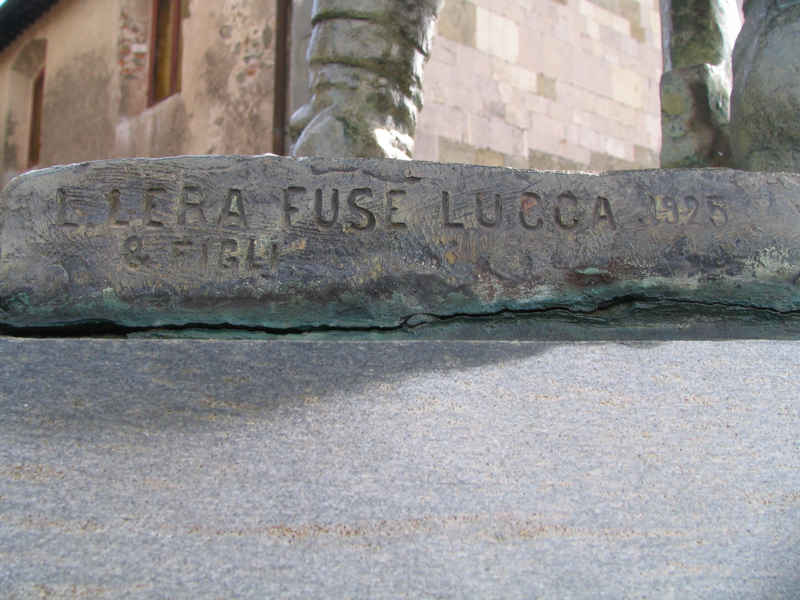 L. LERA FUSE LUCCA 1925
& FIGLI